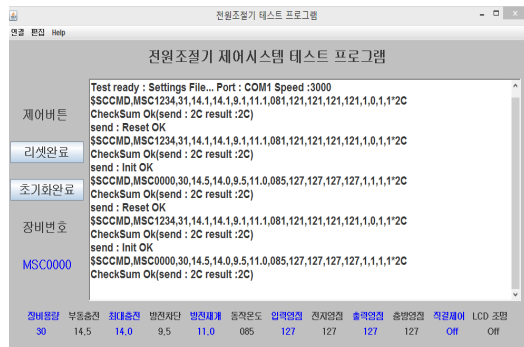 전원조절기 테스트 프로그램
연결 편집 Help
전원조절기 제어시스템 테스트 프로그램
제어버튼
리셋완료
초기화완료
장비번호
MSC0000
Test ready : Settings File... Port : COM1 Speed :3000
$SCCMD,MSC1234,31,14.1,14.1,9.1,11.1,081,121,121,121,121,1,0,1,1*2C
CheckSum Ok(send : 2C result :2C)
send : Reset OK
$SCCMD,MSC1234,31,14.1,14.1,9.1,11.1,081,121,121,121,121,1,0,1,1*2C
CheckSum Ok(send : 2C result :2C)
send : Init OK
$SCCMD,MSC0000,30,14.5,14.0,9.5,11.0,085,127,127,127,127,1,1,1,1*2C
CheckSum Ok(send : 2C result :2C)
send : Reset OK
$SCCMD,MSC1234,31,14.1,14.1,9.1,11.1,081,121,121,121,121,1,0,1,1*2C
CheckSum Ok(send : 2C result :2C)
send : Init OK
$SCCMD,MSC0000,30,14.5,14.0,9.5,11.0,085,127,127,127,127,1,1,1,1*2C
CheckSum Ok(send : 2C result :2C)
장비용량 부동충전 최대충전 방전차단 방전재개 동작온도 입력영점 전지영점 출력영점 충방영점 직결제어 LCD 조명
30 14,5 14,0 9,5 11,0 085 127 127 127 127 Off Off